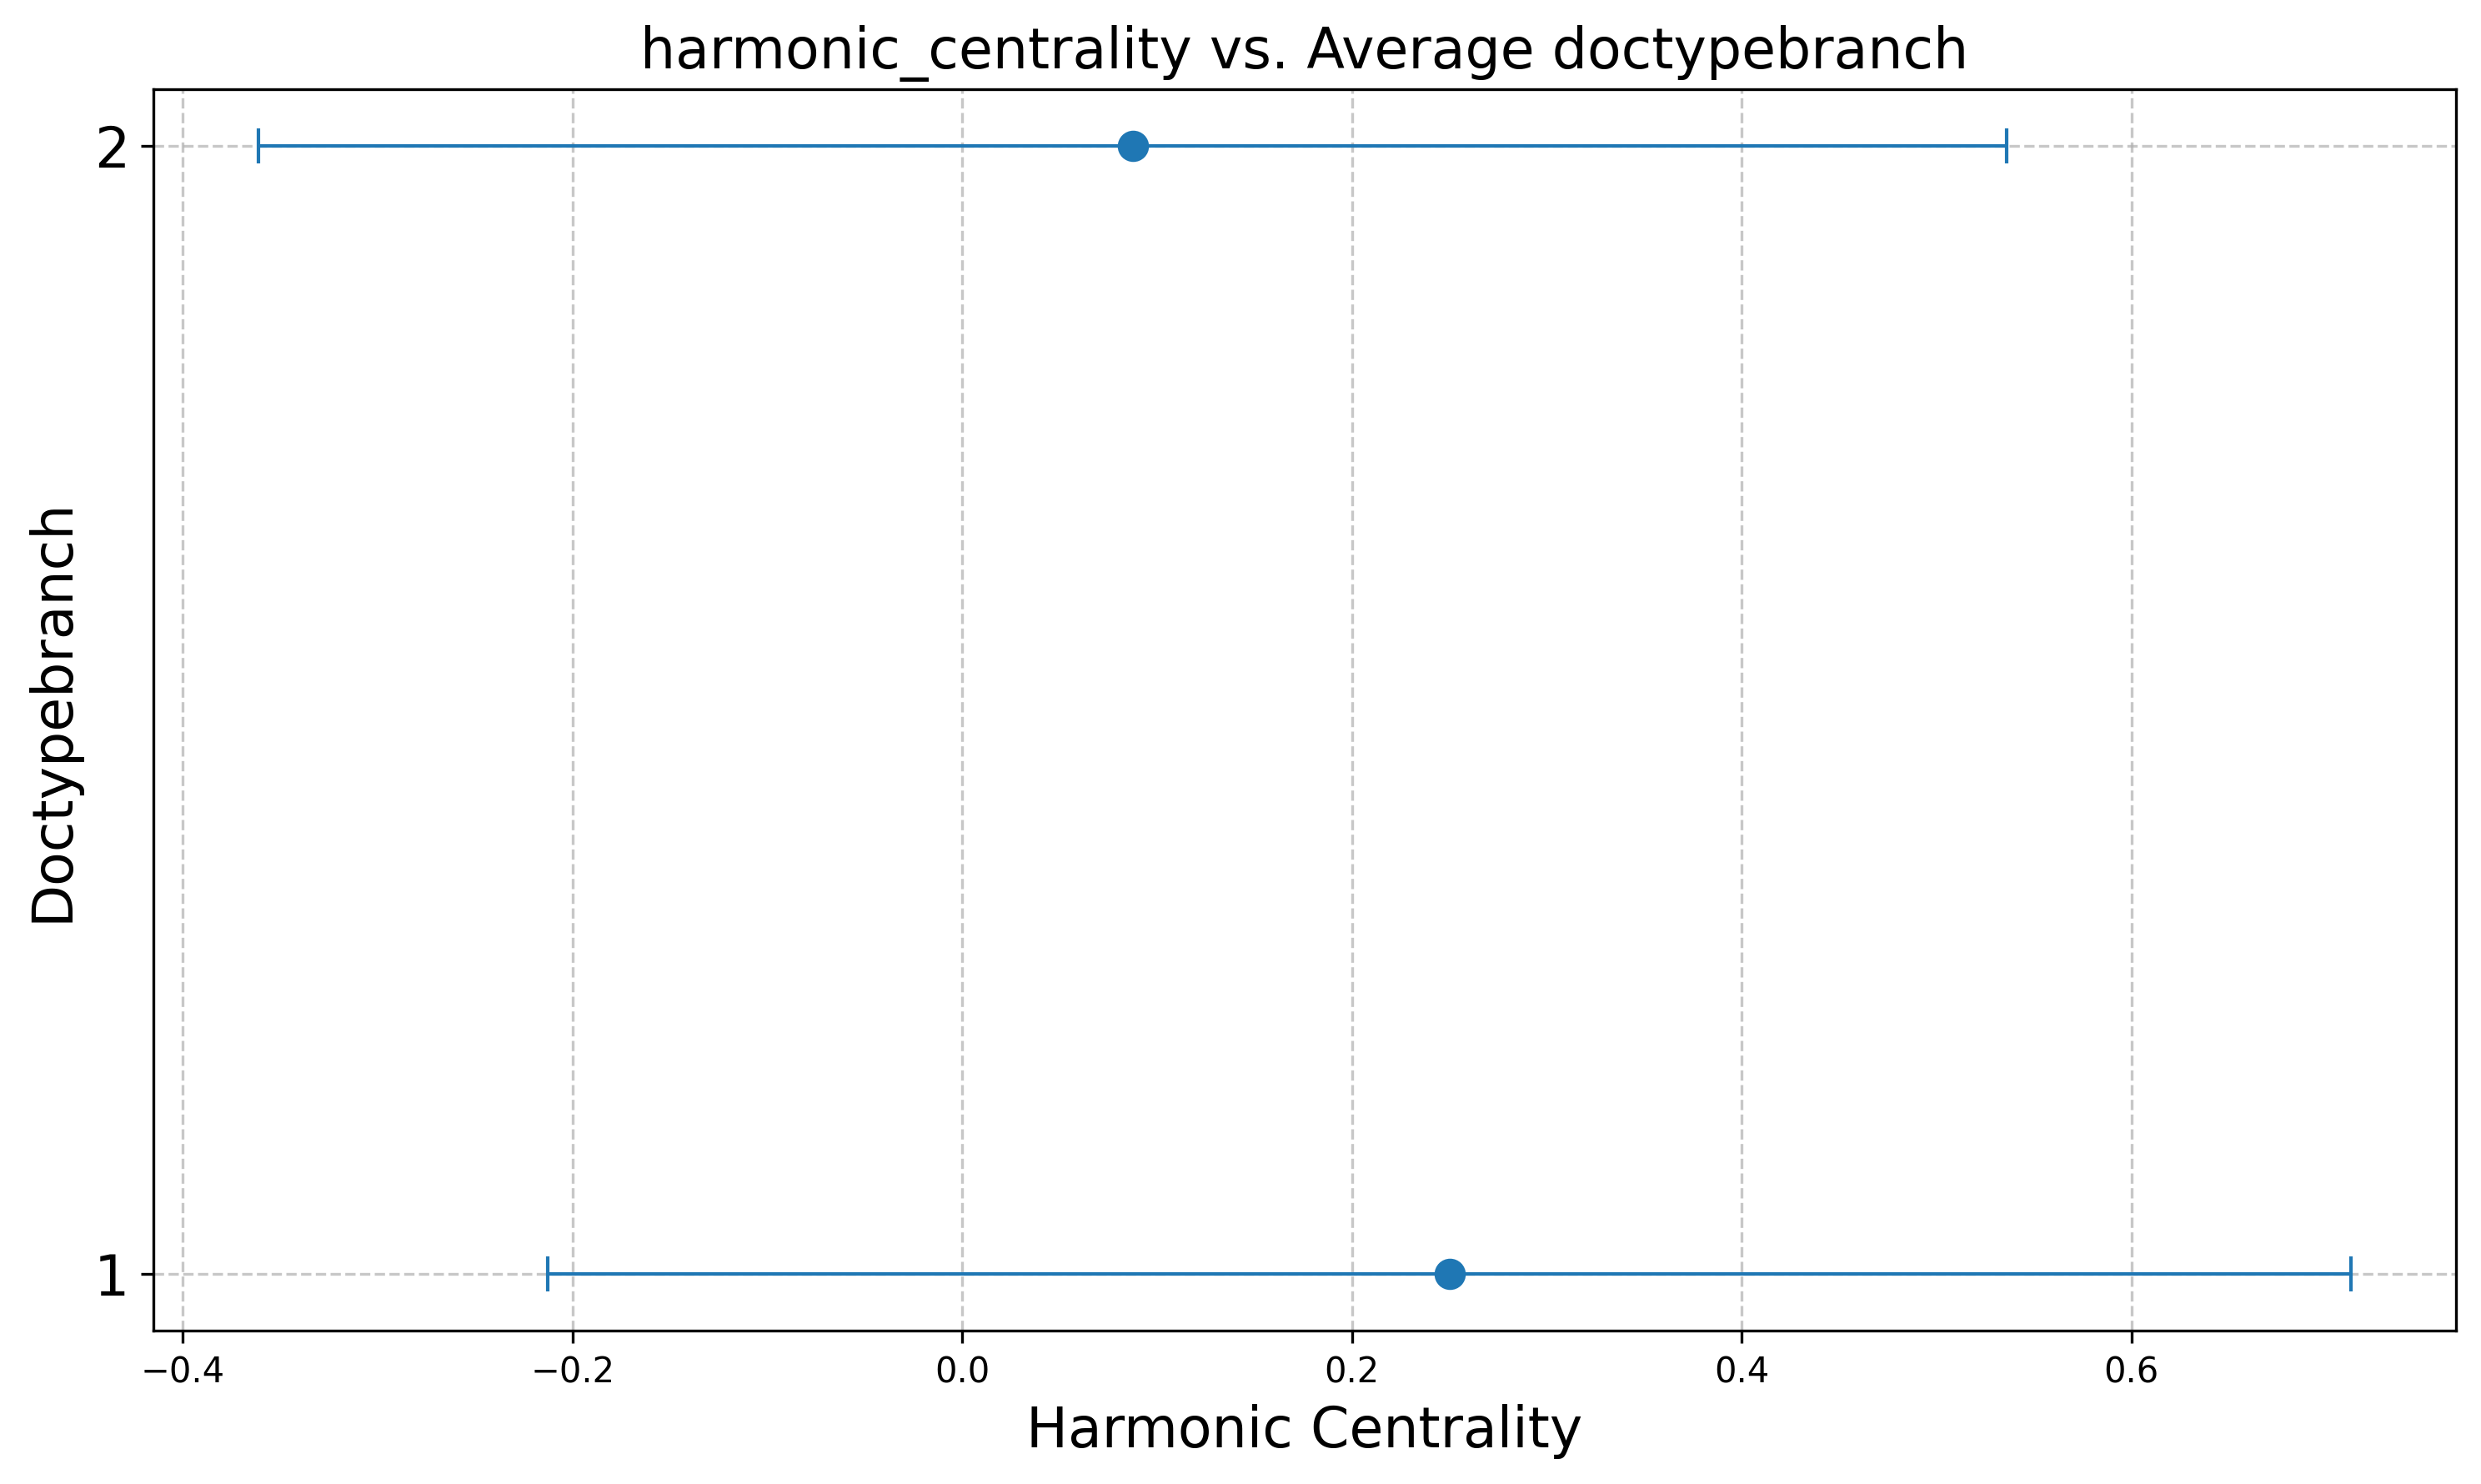 harmonic_centrality vs. Average doctypebranch
2
Doctypebranch
1
−0.4 −0.2 0.0 0.2 0.4 0.6
Harmonic Centrality